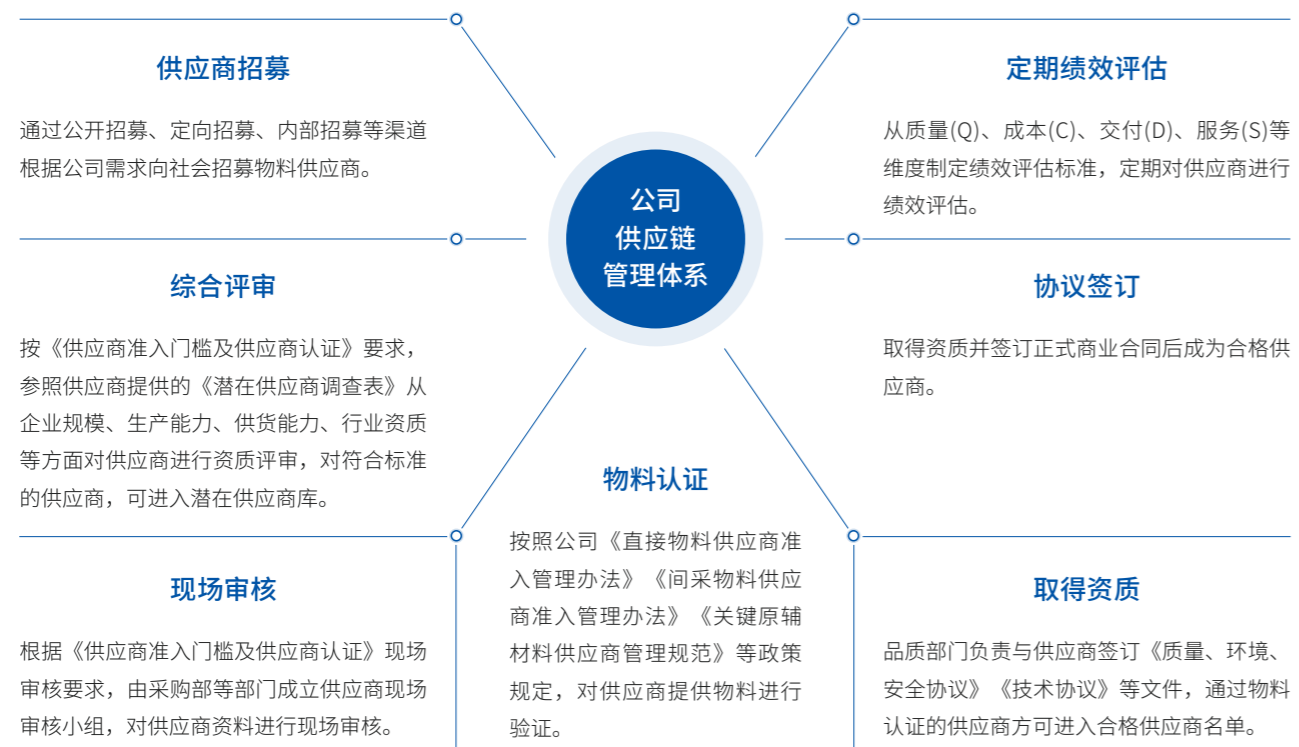 供应商招募
通过公开招募、定向招募、内部招募等渠道
根据公司需求向社会招募物料供应商。
综合评审
按《供应商准入门槛及供应商认证》要求，
参照供应商提供的《潜在供应商调查表》从
企业规模、生产能力、供货能力、行业资质
等方面对供应商进行资质评审，对符合标准
的供应商，可进入潜在供应商库。
现场审核
根据《供应商准入门槛及供应商认证》现场
审核要求，由采购部等部门成立供应商现场
审核小组，对供应商资料进行现场审核。
公司
供应链
管理体系
物料认证
按照公司《直接物料供应商准
入管理办法》《间采物料供应
商准入管理办法》《关键原辅
材料供应商管理规范》等政策
规定，对供应商提供物料进行
验证。
定期绩效评估
从质量(Q)、成本(C)、交付(D)、服务(S)等
维度制定绩效评估标准，定期对供应商进行
绩效评估。
协议签订
取得资质并签订正式商业合同后成为合格供
应商。
取得资质
品质部门负责与供应商签订《质量、环境、
安全协议》《技术协议》等文件，通过物料
认证的供应商方可进入合格供应商名单。